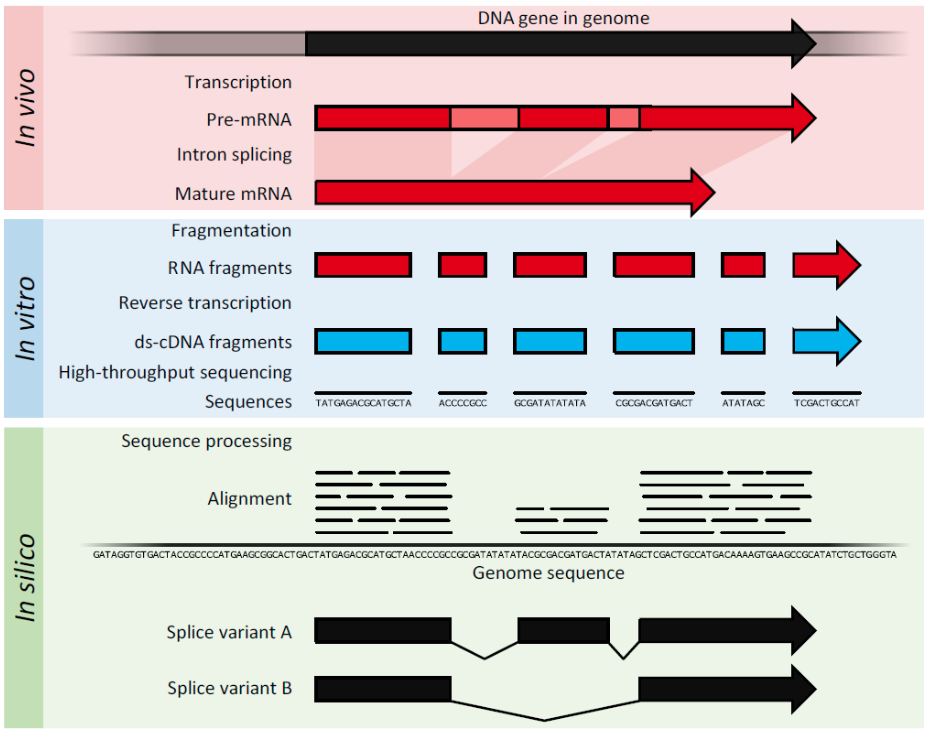 In vivo
DNA gene in genome
Transcription
Pre-mRNA
Intron splicing
Mature mRNA
In vitro
Fragmentation
RNA fragments
Reverse transcription
ds-cDNA fragments
High-throughput sequencing
Sequences
TATGAGACGCATGCTA ACCCCGCC GCGATATATATA CGCGACGATGACT ATATAGC TCGACTGCCAT
In silico
Sequence processing
Alignment
GATAGGTGTGACTACCGCCCCATGAAGCGGCACTGACTATGAGACGCATGCTAACCCCGCCGCGATATATATACGCGACGATGACTATATAGCTCGACTGCCATGACAAAAGTGAAGCCGCATATCTGCTGGGTA
Genome sequence
Splice variant A
Splice variant B